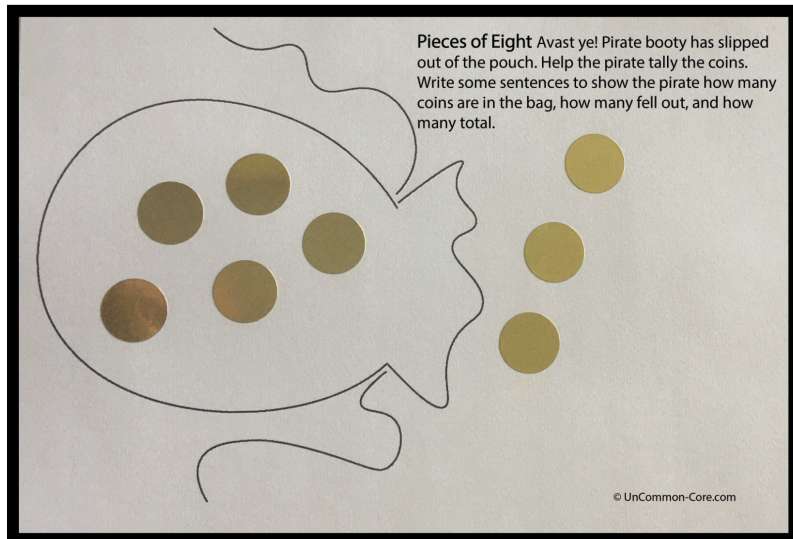 Pieces of Eight Avast ye! Pirate booty has slipped
out of the pouch. Help the pirate tally the coins.
Write some sentences to show the pirate how many
coins are in the bag, how many fell out, and how
many total.
© UnCommon-Core.com